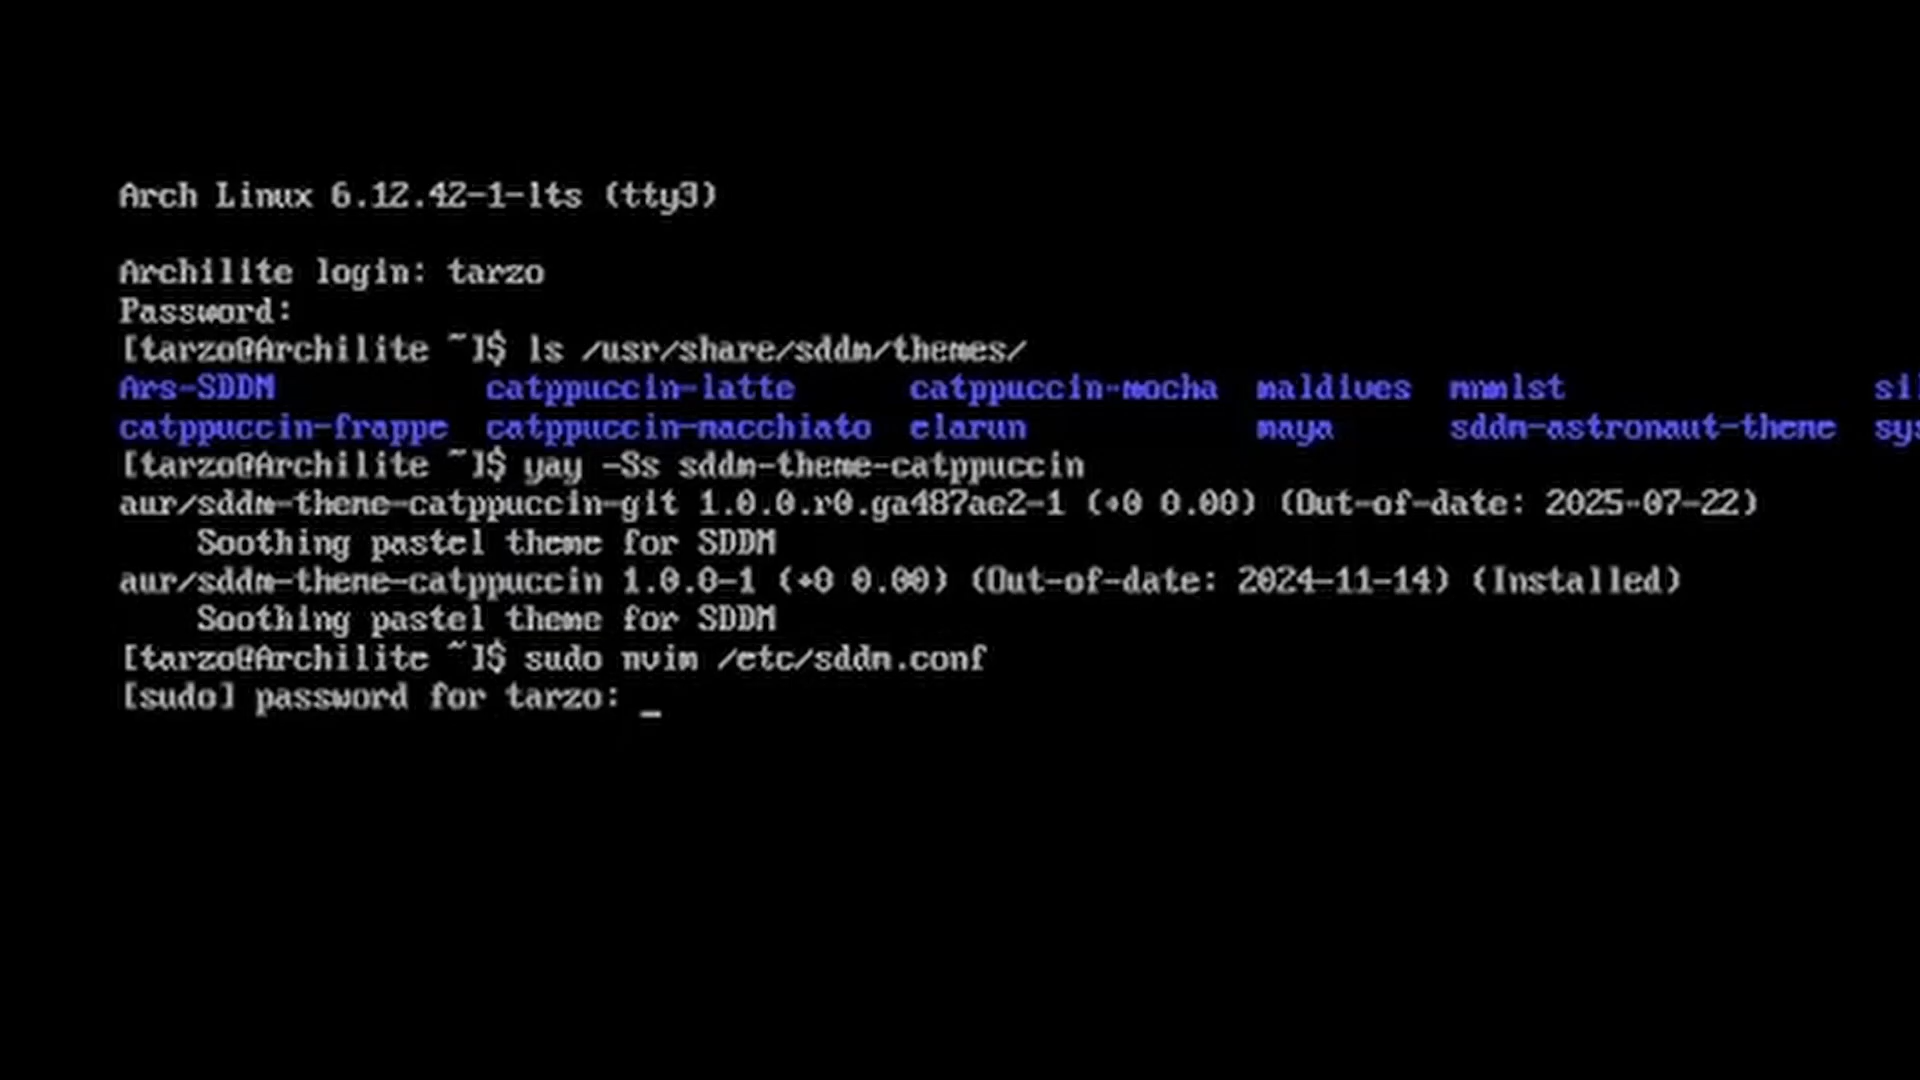 Arch Linux 6.12.42-1-lts (tty3)
Archilite login: tarzo
Password:
[tarzo@Archilite ~]$ ls /usr/share/sddm/themes/
Ars-SDDM catppuccin-latte catppuccin-mocha maldives mnmlst
catppuccin-frappe catppuccin-macchiato elarun maya sddm-astronaut-theme
[tarzo@Archilite ~]$ yay -Ss sddm-theme-catppuccin
aur/sddm-theme-catppuccin-git 1.0.0.r0.ga487ae2-1 (+0 0.00) (Out-of-date: 2025-07-22)
Soothing pastel theme for SDDM
aur/sddm-theme-catppuccin 1.0.0-1 (+0 0.00) (Out-of-date: 2024-11-14) (Installed)
Soothing pastel theme for SDDM
[tarzo@Archilite ~]$ sudo nvim /etc/sddm.conf
[sudo] password for tarzo: _